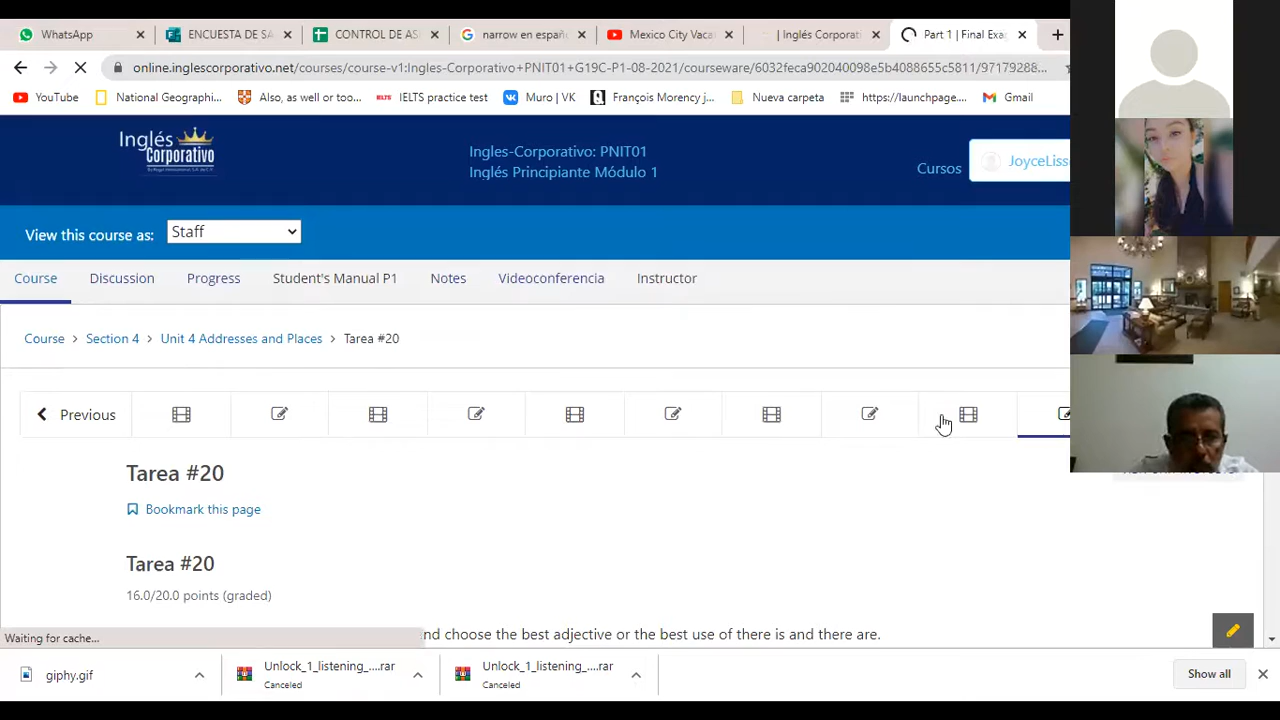 WhatsApp
ENCUESTA DE SA
CONTROL DE AS
narrow en españ
Mexico City Vaca
| Inglés Corporati
Part 1 | Final Exa
online.inglescorporativo.net/courses/course-v1:Ingles-Corporativo+PNIT01+G19C-P1-08-2021/courseware/6032feca902040098e5b4088655c5811/97179288...
YouTube
National Geographi...
Also, as well or too...
IELTS
IELTS practice test
Muro | VK
François Morency j...
Nueva carpeta
https://launchpage....
Gmail
Inglés
Corporativo
Ingles-Corporativo: PNIT01
Inglés Principiante Módulo 1
Cursos
JoyceLiss
View this course as:
Staff
Course
Discussion
Progress
Student's Manual P1
Notes
Videoconferencia
Instructor
Course > Section 4 > Unit 4 Addresses and Places > Tarea #20
Previous
Tarea #20
Bookmark this page
Tarea #20
16.0/20.0 points (graded)
nd choose the best adjective or the best use of there is and there are.
Waiting for cache...
giphy.gif
Unlock_1_listening_....rar
Canceled
Unlock_1_listening_....rar
Canceled
Show all